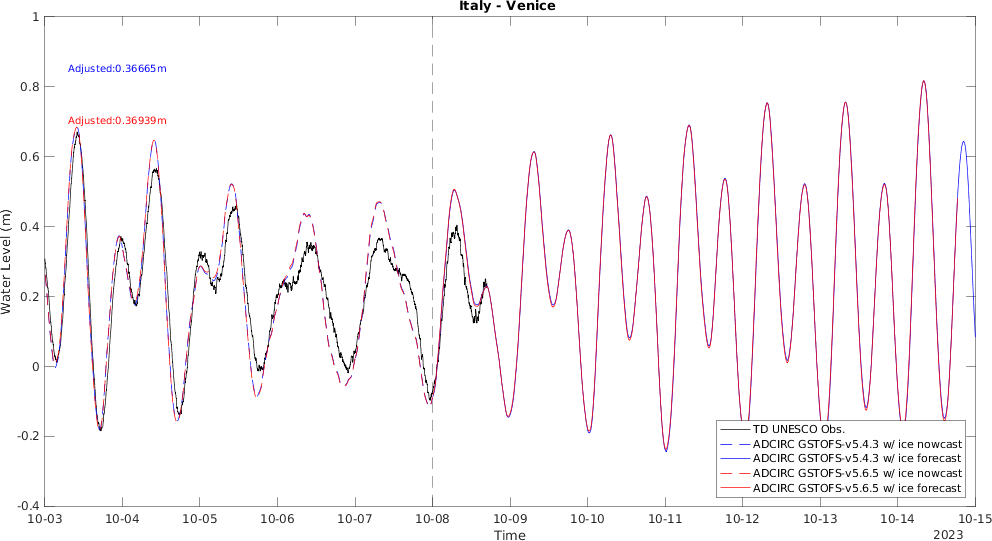 Italy - Venice
1
0.8
0.6
0.4
0.2
0
-0.2
-0.4
Water Level (m)
Adjusted:0.36665m
Adjusted:0.36939m
TD UNESCO Obs.
ADCIRC GSTOFS-v5.4.3 w/ ice nowcast
ADCIRC GSTOFS-v5.4.3 w/ ice forecast
ADCIRC GSTOFS-v5.6.5 w/ ice nowcast
ADCIRC GSTOFS-v5.6.5 w/ ice forecast
10-03 10-04 10-05 10-06 10-07 10-08 10-09 10-10 10-11 10-12 10-13 10-14 10-15
Time
2023